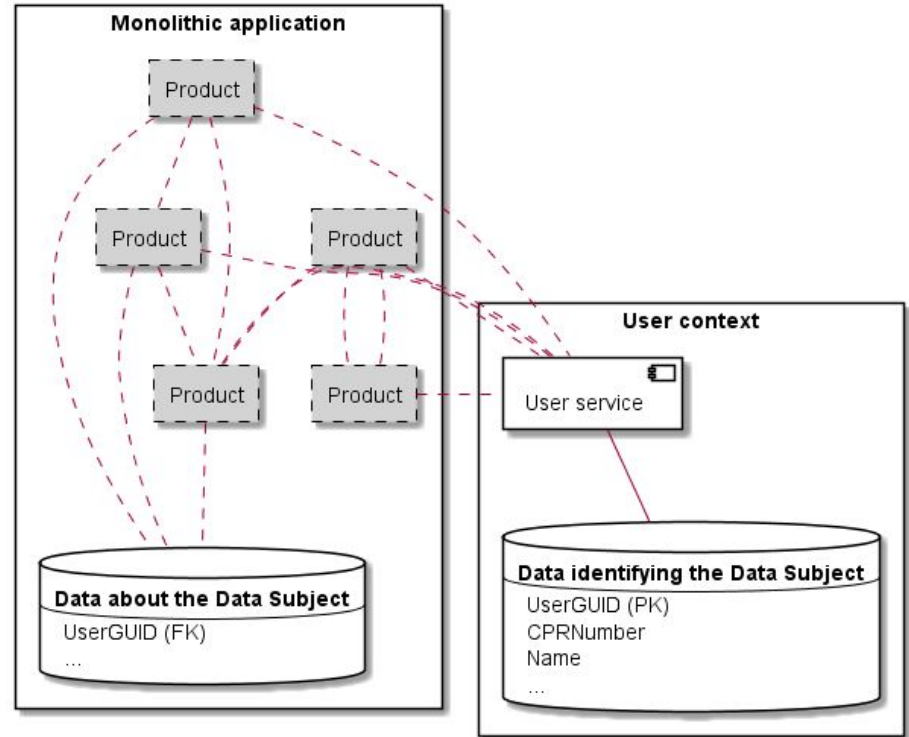 Monolithic application
Product
Product
Product
Product
Product
Data about the Data Subject
UserGUID (FK)
...
User context
User service
Data identifying the Data Subject
UserGUID (PK)
CPRNumber
Name
...